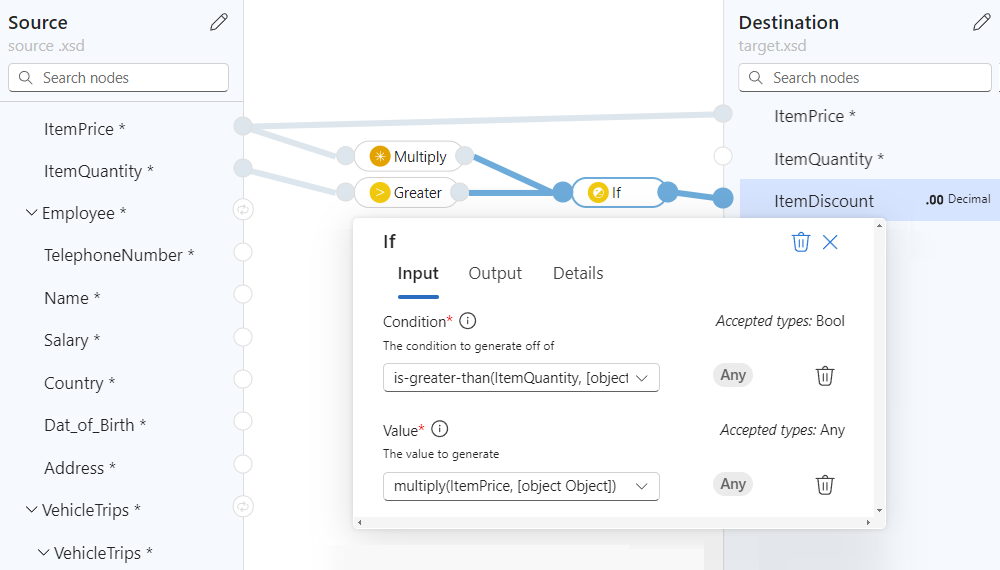 Source
source .xsd
Search nodes
ItemPrice *
ItemQuantity *
Employee *
TelephoneNumber *
Name *
Salary *
Country *
Dat_of_Birth *
Address *
VehicleTrips *
VehicleTrips *
Multiply
Greater
If
Destination
target.xsd
Search nodes
ItemPrice *
ItemQuantity *
ItemDiscount .00 Decimal
If
Input Output Details
Condition* Accepted types: Bool
The condition to generate off of
is-greater-than(ItemQuantity, [object Any
Value* Accepted types: Any
The value to generate
multiply(ItemPrice, [object Object]) Any